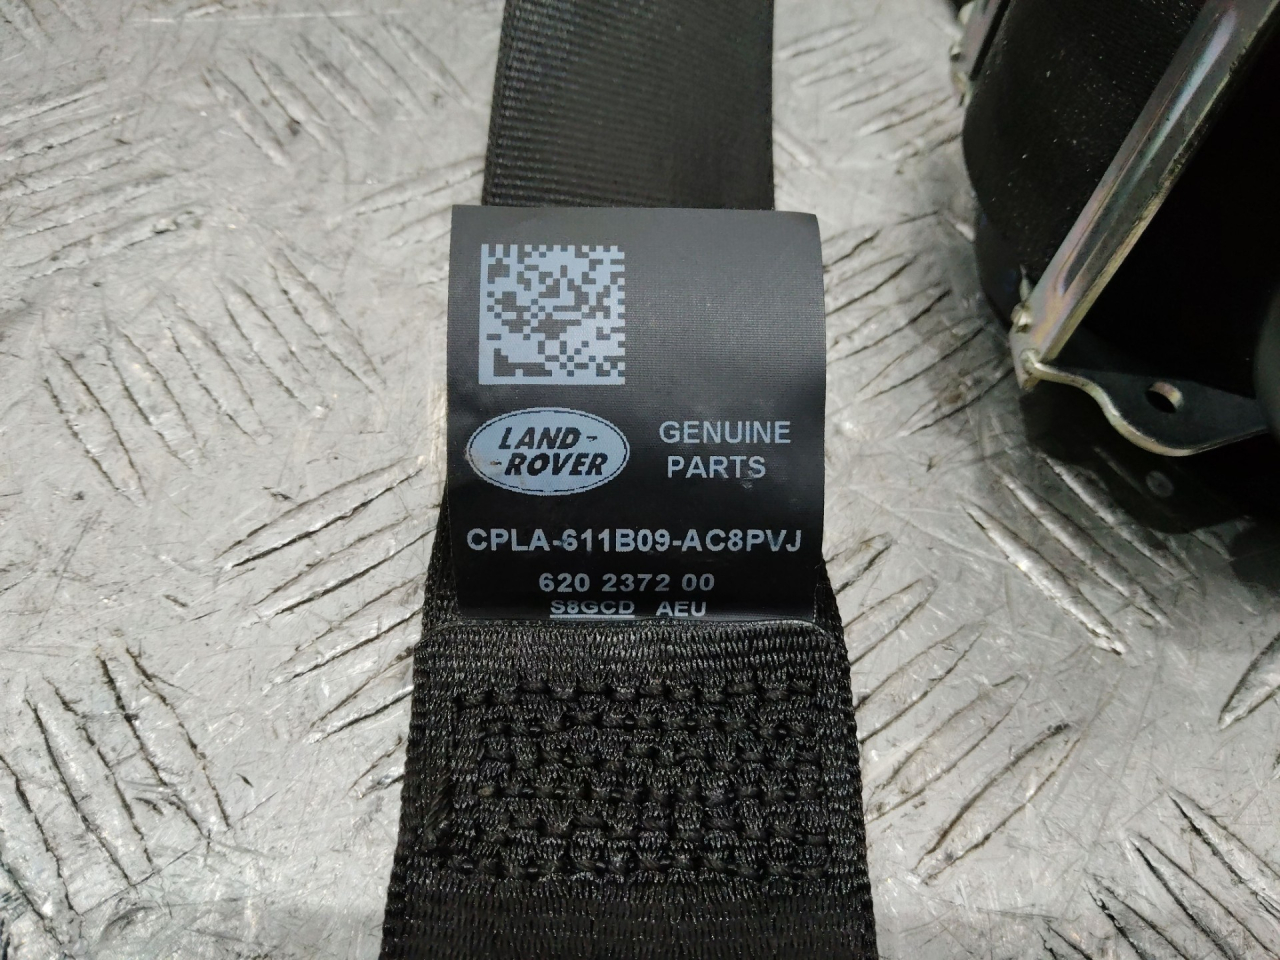 LAND-
-ROVER
GENUINE
PARTS
CPLA-611B09-AC8PVJ
620 2372 00
S8GCD AEU